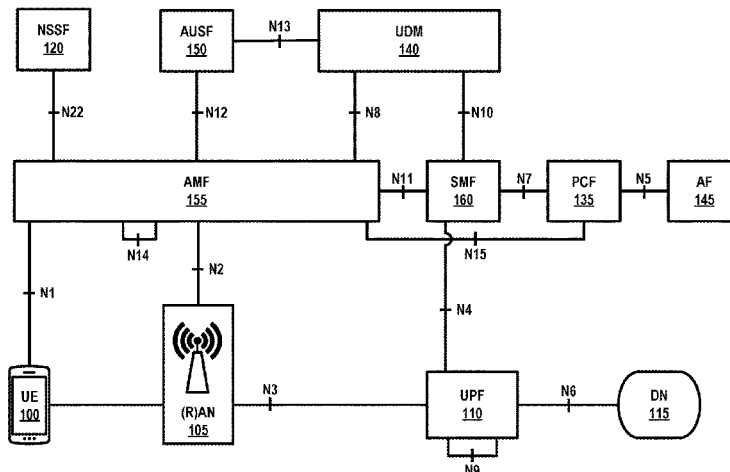 NSSF
120
AUSF
150
N13
UDM
140
N22
N12
N8
N10
AMF
155
N11
SMF
160
N7
PCF
135
N5
AF
145
N14
N15
N2
N1
N4
UE
100
(R)AN
105
N3
UPF
110
N6
DN
115
N9